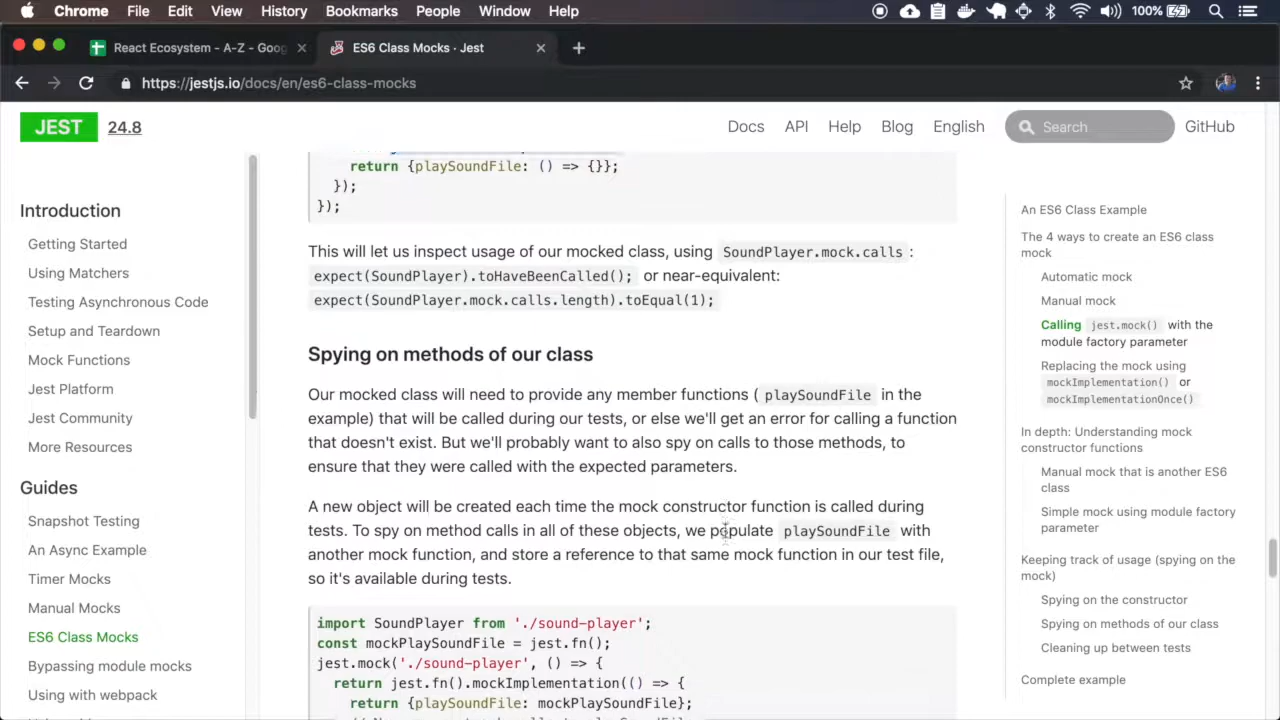 Chrome File Edit View History Bookmarks People Window Help 100%
React Ecosystem - A-Z - Goog
ES6 Class Mocks · Jest
https://jestjs.io/docs/en/es6-class-mocks
JEST 24.8 Docs API Help Blog English Search GitHub
Introduction
Getting Started
Using Matchers
Testing Asynchronous Code
Setup and Teardown
Mock Functions
Jest Platform
Jest Community
More Resources
Guides
Snapshot Testing
An Async Example
Timer Mocks
Manual Mocks
ES6 Class Mocks
Bypassing module mocks
Using with webpack
return {playSoundFile: () => {}};
});
});
This will let us inspect usage of our mocked class, using SoundPlayer.mock.calls :
expect(SoundPlayer).toHaveBeenCalled(); or near-equivalent:
expect(SoundPlayer.mock.calls.length).toEqual(1);
Spying on methods of our class
Our mocked class will need to provide any member functions ( playSoundFile in the
example) that will be called during our tests, or else we'll get an error for calling a function
that doesn't exist. But we'll probably want to also spy on calls to those methods, to
ensure that they were called with the expected parameters.
A new object will be created each time the mock constructor function is called during
tests. To spy on method calls in all of these objects, we populate playSoundFile with
another mock function, and store a reference to that same mock function in our test file,
so it's available during tests.
import SoundPlayer from './sound-player';
const mockPlaySoundFile = jest.fn();
jest.mock('./sound-player', () => {
return jest.fn().mockImplementation(() => {
return {playSoundFile: mockPlaySoundFile};
An ES6 Class Example
The 4 ways to create an ES6 class
mock
Automatic mock
Manual mock
Calling jest.mock() with the
module factory parameter
Replacing the mock using
mockImplementation() or
mockImplementationOnce()
In depth: Understanding mock
constructor functions
Manual mock that is another ES6
class
Simple mock using module factory
parameter
Keeping track of usage (spying on the
mock)
Spying on the constructor
Spying on methods of our class
Cleaning up between tests
Complete example